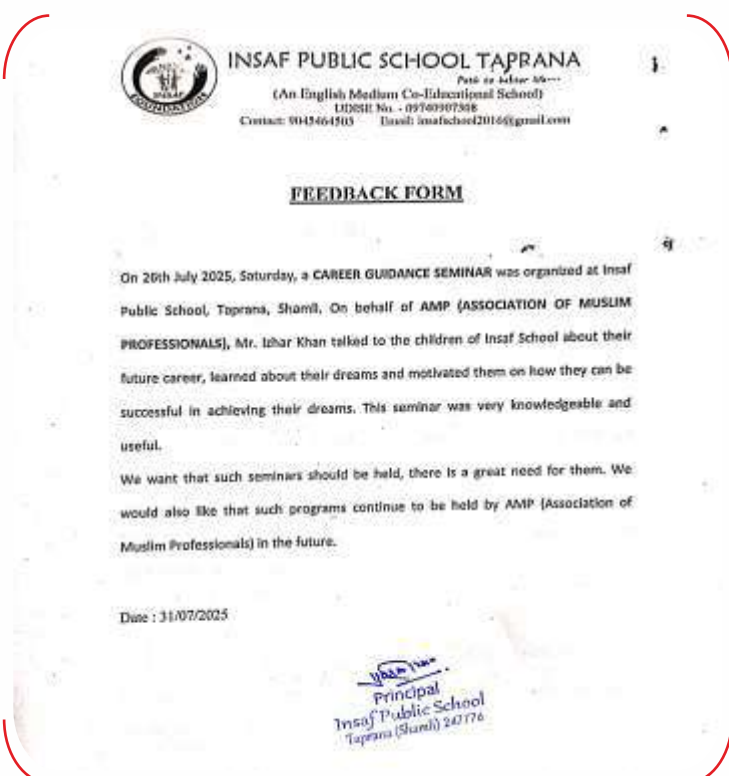 INSAF
FOUNDATION
INSAF PUBLIC SCHOOL TAPRANA
Path to better life---
(An English Medium Co-Educational School)
UDISE No. - 09740907308
Contact: 9045464503 Email: insafschool2016@gmail.com
FEEDBACK FORM
On 26th July 2025, Saturday, a CAREER GUIDANCE SEMINAR was organized at Insaf
Public School, Taprana, Shamli, On behalf of AMP (ASSOCIATION OF MUSLIM
PROFESSIONALS), Mr. Izhar Khan talked to the children of Insaf School about their
future career, learned about their dreams and motivated them on how they can be
successful in achieving their dreams. This seminar was very knowledgeable and
useful.
We want that such seminars should be held, there is a great need for them. We
would also like that such programs continue to be held by AMP (Association of
Muslim Professionals) in the future.
Date : 31/07/2025
Principal
Insaf Public School
Taprana (Shamli) 247776